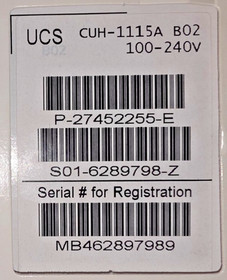 UCS CUH-1115A B02
100-240V
P-27452255-E
S01-6289798-Z
Serial # for Registration
MB462897989